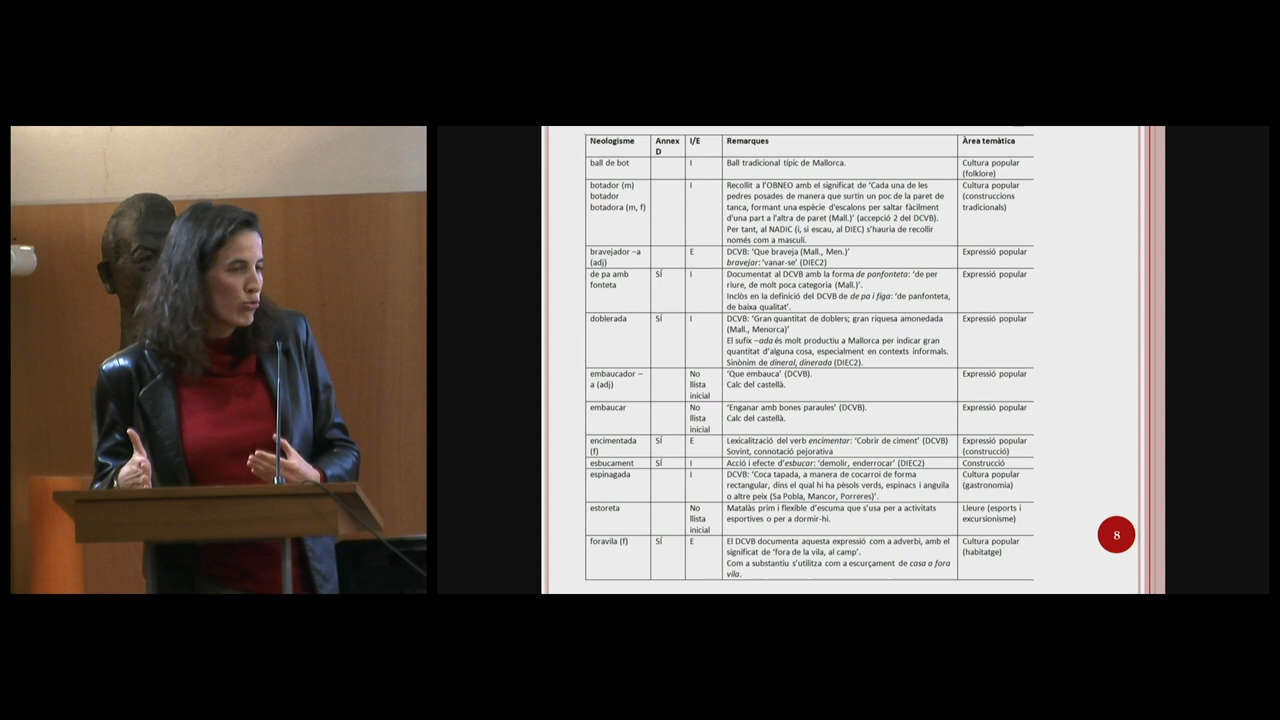 Neologisme Annex D I/E Remarques Àrea temàtica
ball de bot I Ball tradicional típic de Mallorca. Cultura popular
(folklore)
botador (m) I Recollit a l'OBNEO amb el significat de 'Cada una de les Cultura popular
botador pedres posades de manera que surtin un poc de la paret de (construccions
botadora (m, f) tanca, formant una espècie d'escalons per saltar fàcilment tradicionals)
d'una part a l'altra de paret (Mall.)' (accepció 2 del DCVB).
Per tant, al NADIC (i, si escau, al DIEC) s'hauria de recollir
només com a masculí.
bravejador –a E DCVB: 'Que braveja (Mall., Men.)' Expressió popular
(adj) bravejar: 'vanar-se' (DIEC2)
de pa amb SÍ I Documentat al DCVB amb la forma de panfonteta: 'de per Expressió popular
fonteta riure, de molt poca categoria (Mall.)'.
Inclòs en la definició del DCVB de de pa i figa: 'de panfonteta,
de baixa qualitat'.
doblerada SÍ I DCVB: 'Gran quantitat de doblers; gran riquesa amonedada Expressió popular
(Mall., Menorca)'
El sufix –ada és molt productiu a Mallorca per indicar gran
quantitat d'alguna cosa, especialment en contexts informals.
Sinònim de dineral, dinerada (DIEC2).
embaucador – No 'Que embauca' (DCVB). Expressió popular
a (adj) llista Calc del castellà.
inicial
embaucar No 'Enganar amb bones paraules' (DCVB). Expressió popular
llista Calc del castellà.
inicial
encimentada SÍ E Lexicalització del verb encimentar: 'Cobrir de ciment' (DCVB) Expressió popular
(f) Sovint, connotació pejorativa (construcció)
esbucament SÍ I Acció i efecte d'esbucar: 'demolir, enderrocar' (DIEC2) Construcció
espinagada I DCVB: 'Coca tapada, a manera de cocarroi de forma Cultura popular
rectangular, dins el qual hi ha pèsols verds, espinacs i anguila (gastronomia)
o altre peix (Sa Pobla, Mancor, Porreres)'.
estoreta No Matalàs prim i flexible d'escuma que s'usa per a activitats Lleure (esports i
llista esportives o per a dormir-hi. excursionisme)
inicial
foravila (f) SÍ E El DCVB documenta aquesta expressió com a adverbi, amb el Cultura popular
significat de 'fora de la vila, al camp'. (habitatge)
Com a substantiu s'utilitza com a escurçament de casa a fora
vila.
8